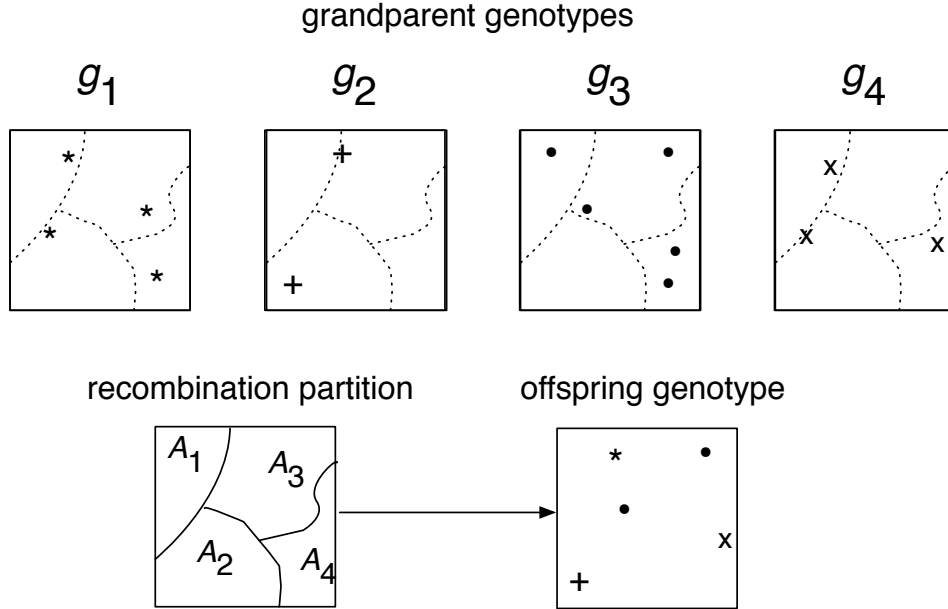 grandparent genotypes
g1 g2 g3 g4
* + • • x
* x x
* • +
* • •
recombination partition offspring genotype
A1 A3 * •
•
A2 A4 x
+